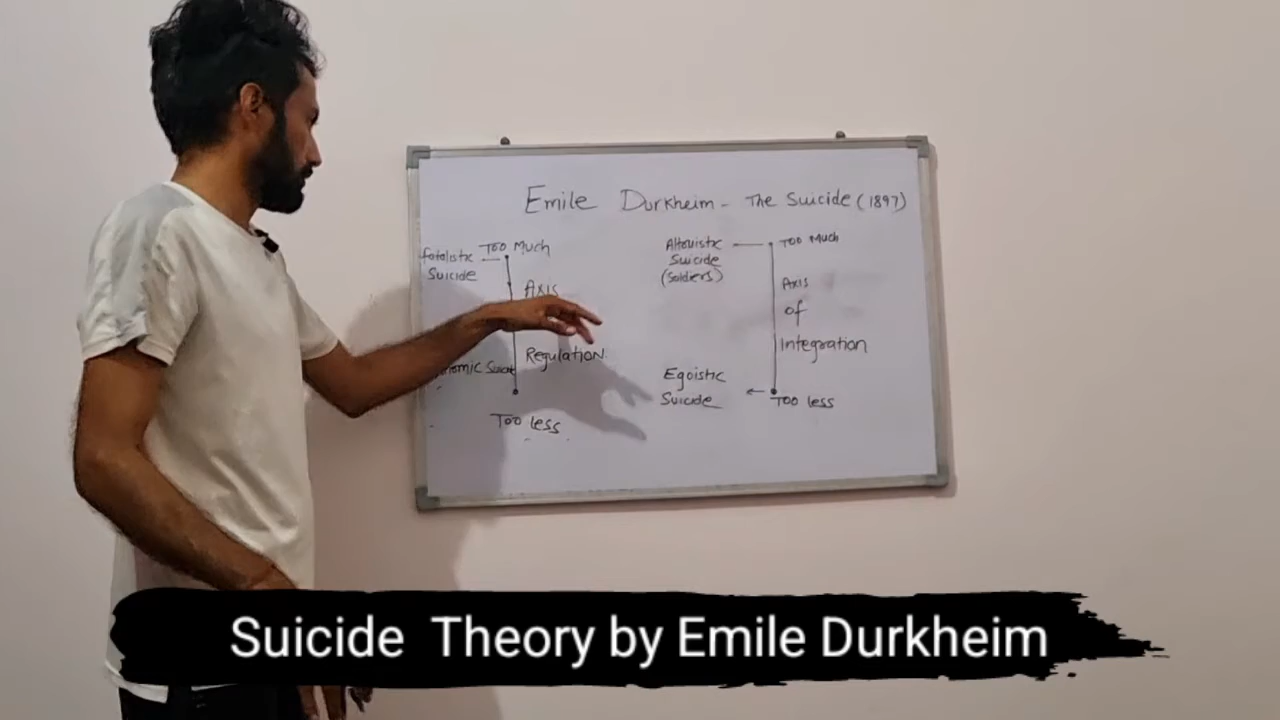 Emile Durkheim - The Suicide (1897)
Too Much
fatalistic
Suicide
Axis
Regulation
Too less
Altruistic
Suicide
(Soldiers)
Too Much
Axis
of
Integration
Egoistic
Suicide
Too less
Suicide Theory by Emile Durkheim